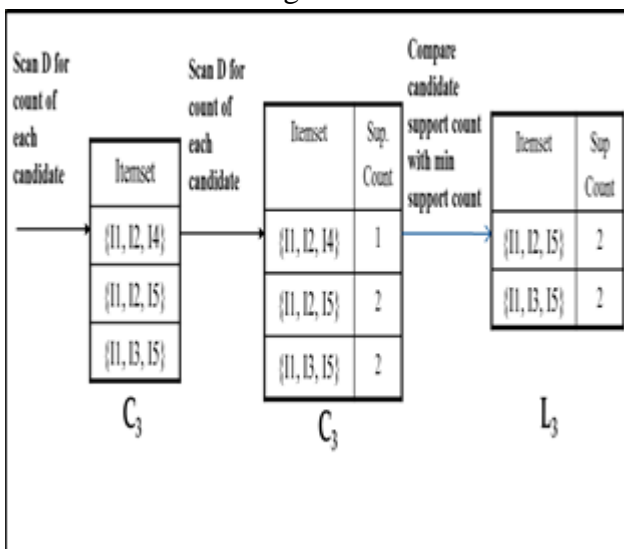 Scan D for
count of
each
candidate
Itemset
{I1, I2, I4}
{I1, I2, I5}
{I1, I3, I5}
C3
Scan D for
count of
each
candidate
Itemset Sup. Count
{I1, I2, I4} 1
{I1, I2, I5} 2
{I1, I3, I5} 2
C3
Compare
candidate
support count
with min
support count
Itemset Sup Count
{I1, I2, I5} 2
{I1, I3, I5} 2
L3